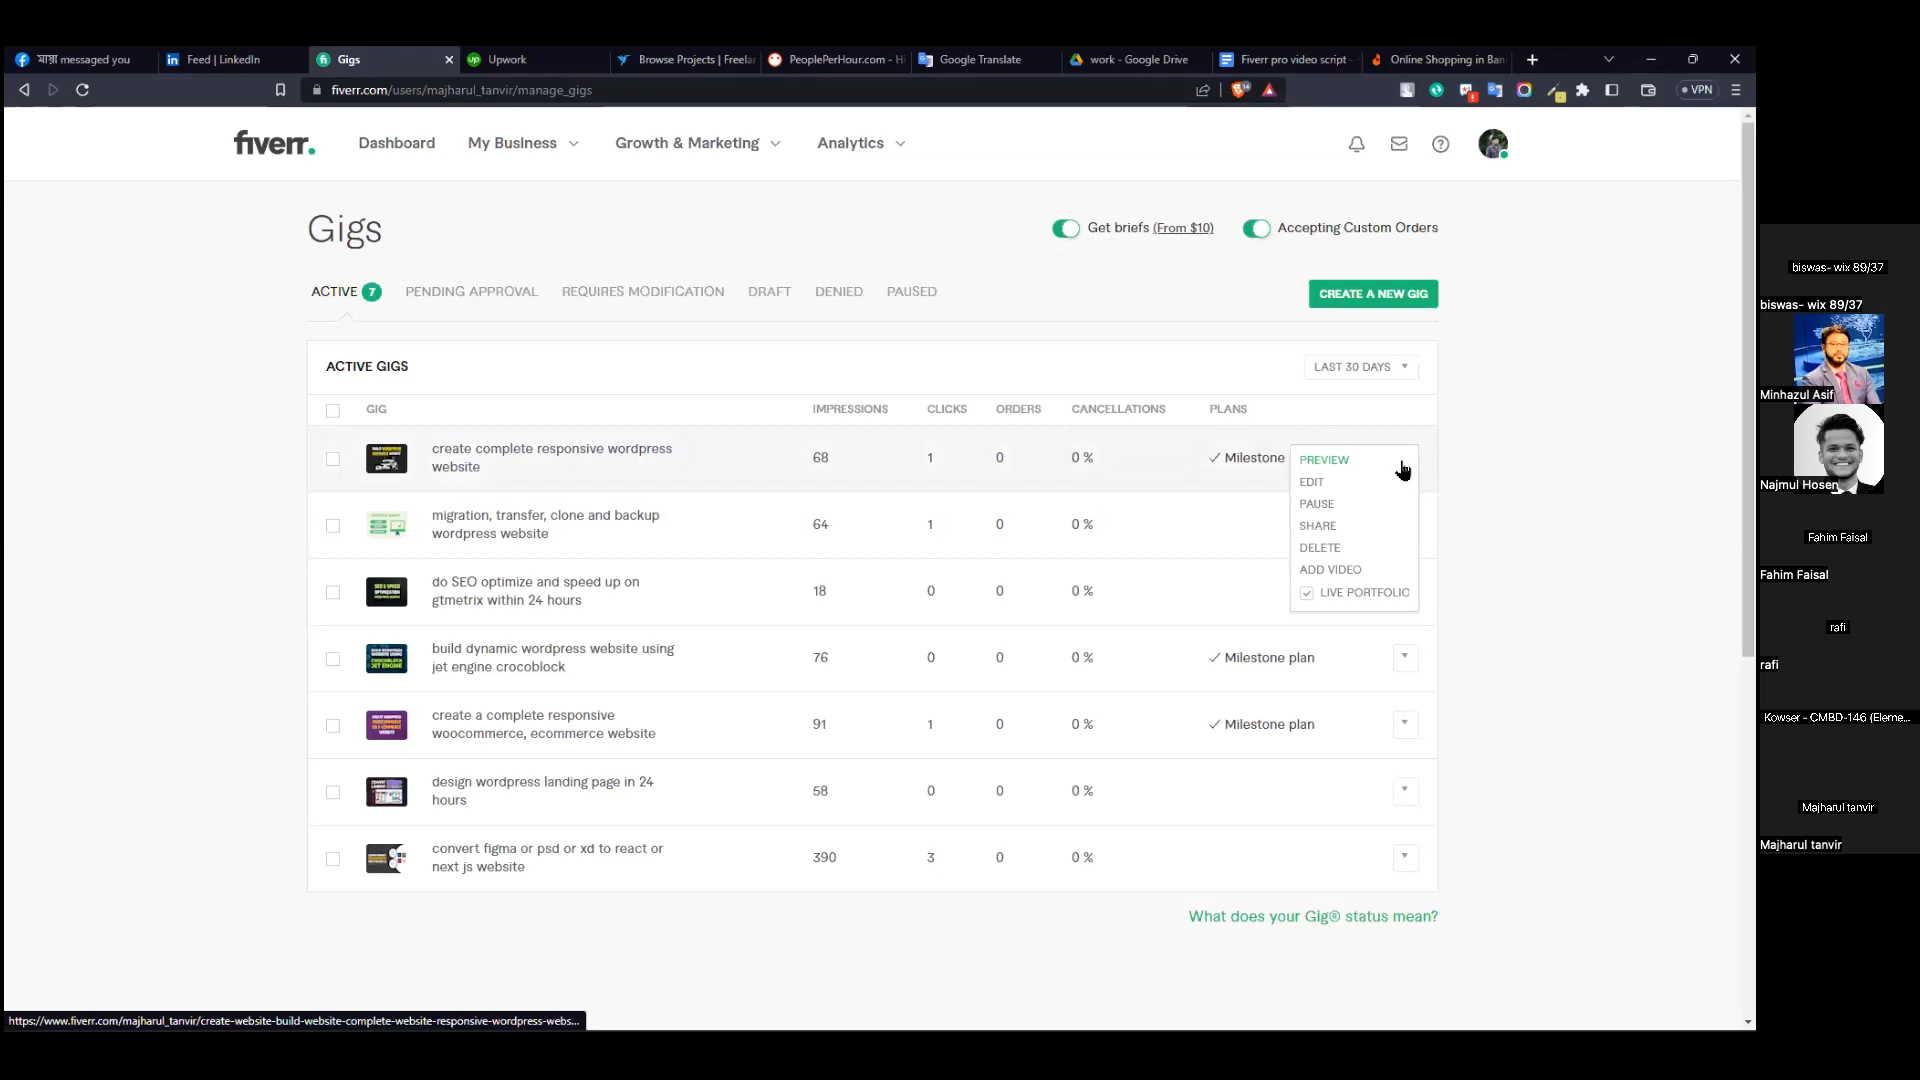 মায়া messaged you
Feed | LinkedIn
Gigs
Upwork
Browse Projects | Freelan
PeoplePerHour.com - Hi
Google Translate
work - Google Drive
Fiverr pro video script -
Online Shopping in Ban
fiverr.com/users/majharul_tanvir/manage_gigs
VPN
fiverr.
Dashboard
My Business
Growth & Marketing
Analytics
Gigs
Get briefs (From $10)
Accepting Custom Orders
ACTIVE 7
PENDING APPROVAL
REQUIRES MODIFICATION
DRAFT
DENIED
PAUSED
CREATE A NEW GIG
ACTIVE GIGS
LAST 30 DAYS
GIG IMPRESSIONS CLICKS ORDERS CANCELLATIONS PLANS
create complete responsive wordpress
website
68 1 0 0 % Milestone
PREVIEW
EDIT
PAUSE
SHARE
DELETE
ADD VIDEO
LIVE PORTFOLIO
migration, transfer, clone and backup
wordpress website
64 1 0 0 %
do SEO optimize and speed up on
gtmetrix within 24 hours
18 0 0 0 %
build dynamic wordpress website using
jet engine crocoblock
76 0 0 0 % Milestone plan
create a complete responsive
woocommerce, ecommerce website
91 1 0 0 % Milestone plan
design wordpress landing page in 24
hours
58 0 0 0 %
convert figma or psd or xd to react or
next js website
390 3 0 0 %
What does your Gig® status mean?
https://www.fiverr.com/majharul_tanvir/create-website-build-website-complete-website-responsive-wordpress-webs...
biswas- wix 89/37
biswas- wix 89/37
Minhazul Asif
Najmul Hosen
Fahim Faisal
Fahim Faisal
rafi
rafi
Kowser - CMBD-146 (Eleme...
Majharul tanvir
Majharul tanvir